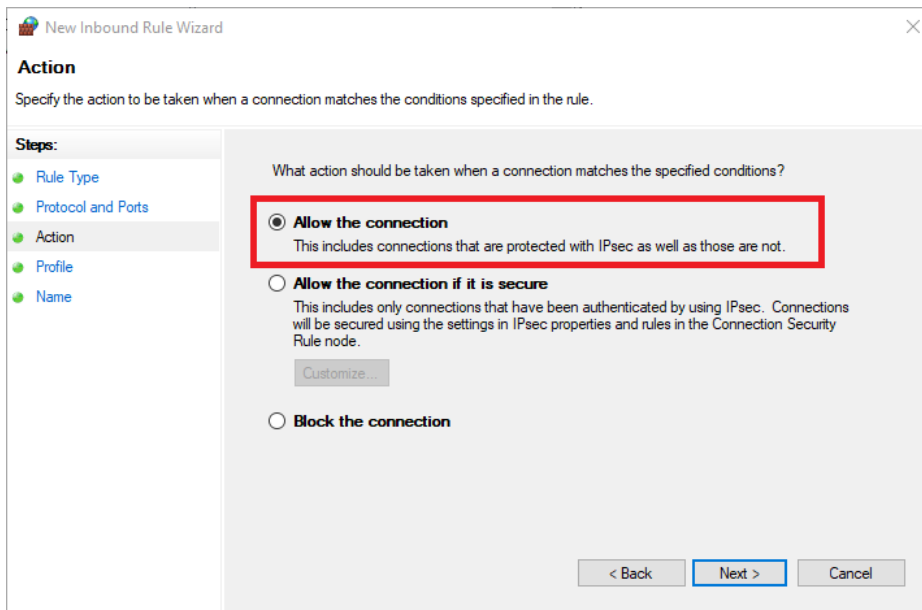 New Inbound Rule Wizard
Action
Specify the action to be taken when a connection matches the conditions specified in the rule.
Steps:
Rule Type
Protocol and Ports
Action
Profile
Name
What action should be taken when a connection matches the specified conditions?
Allow the connection
This includes connections that are protected with IPsec as well as those are not.
Allow the connection if it is secure
This includes only connections that have been authenticated by using IPsec. Connections
will be secured using the settings in IPsec properties and rules in the Connection Security
Rule node.
Customize...
Block the connection
< Back
Next >
Cancel